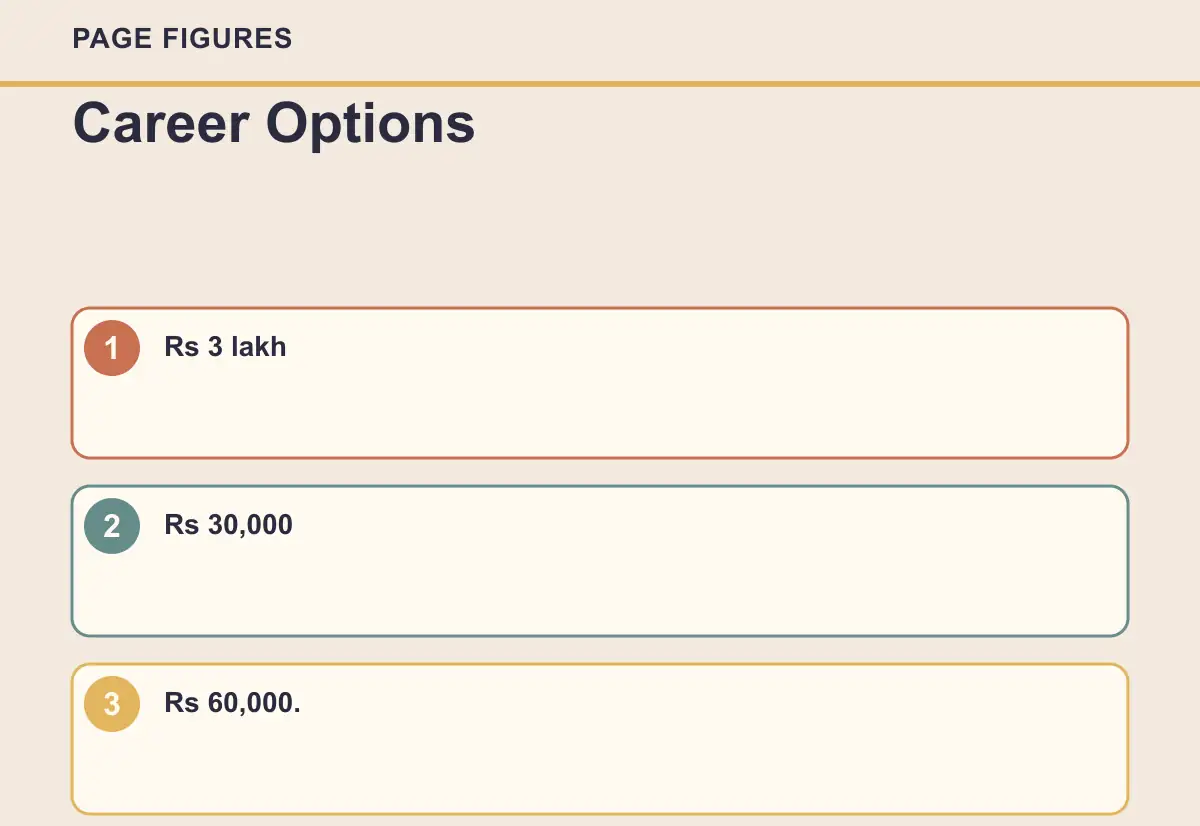 PAGE FIGURES
Career Options
1 Rs 3 lakh
2 Rs 30,000
3 Rs 60,000.